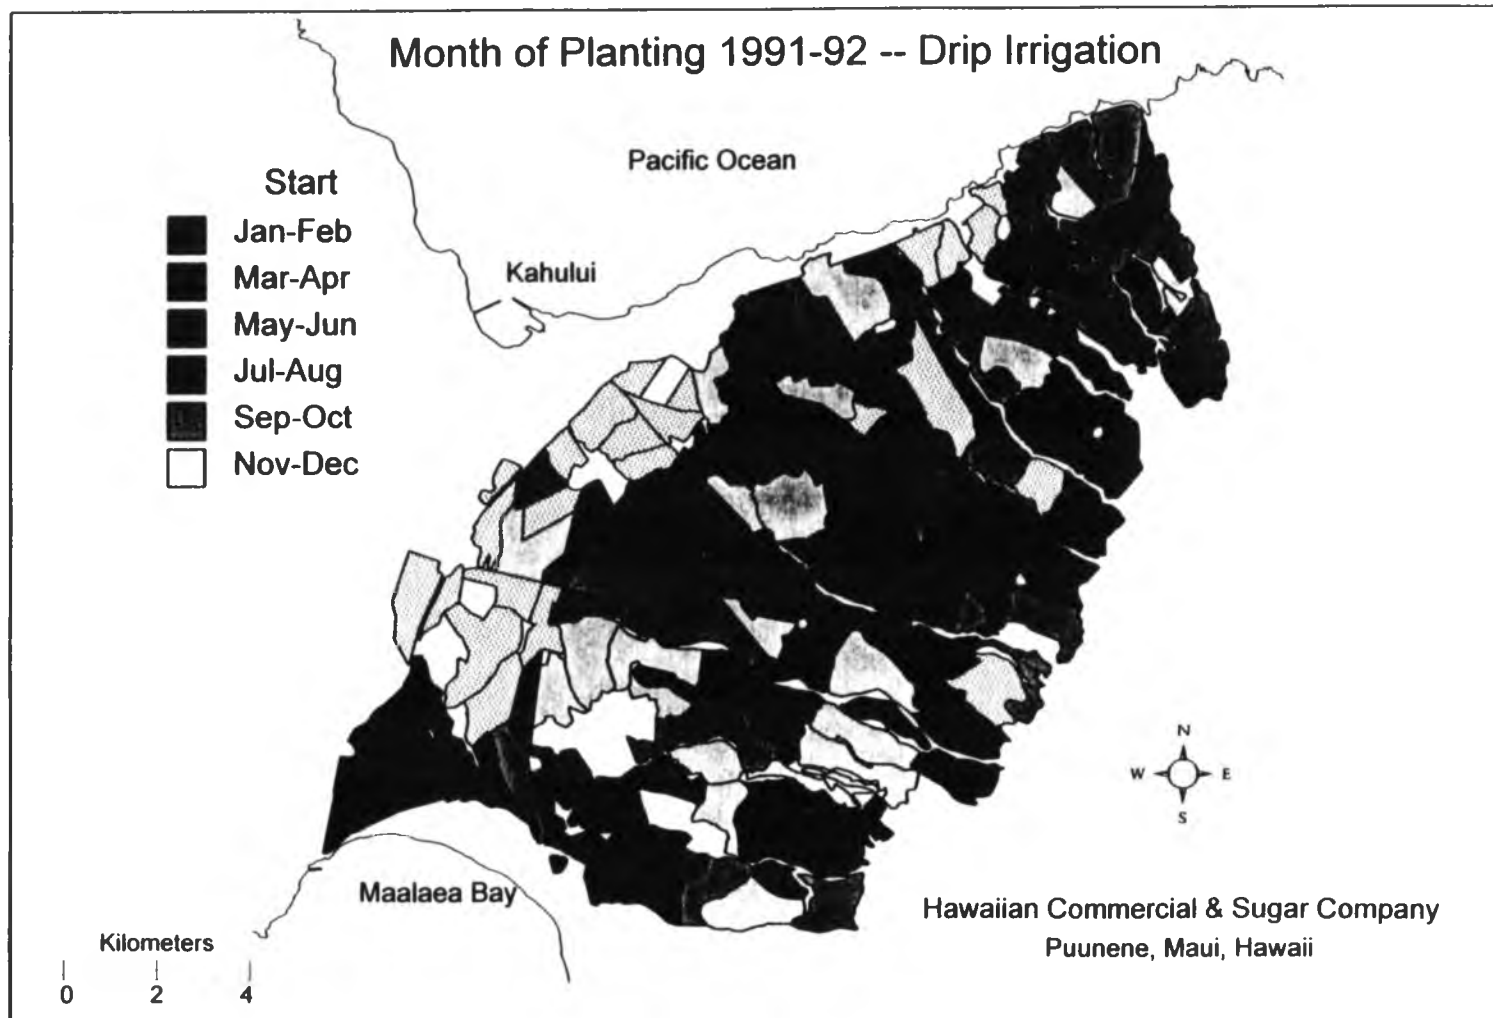 Month of Planting 1991-92 -- Drip Irrigation
Pacific Ocean
Start
Jan-Feb
Mar-Apr
May-Jun
Jul-Aug
Sep-Oct
Nov-Dec
Kahului
N
W E
S
Maalaea Bay
Hawaiian Commercial & Sugar Company
Puunene, Maui, Hawaii
Kilometers
0 2 4